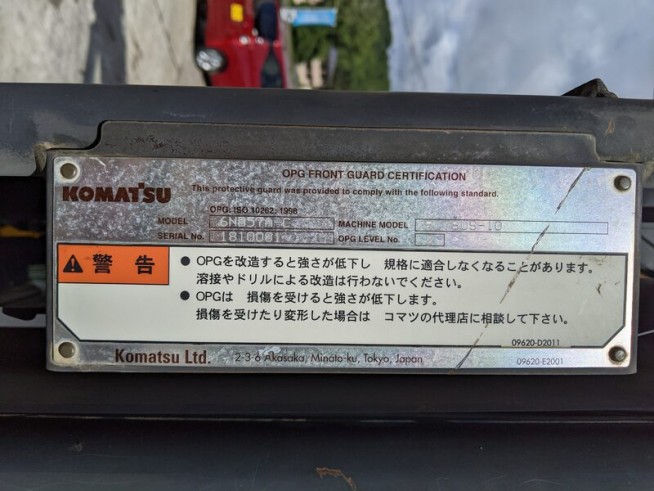 OPG FRONT GUARD CERTIFICATION
KOMATSU
This protective guard was provided to comply with the following standard.
OPG: ISO 10262: 1998
MODEL
MACHINE MODEL
SERIAL No.
OPG LEVEL No.
警告
● OPGを改造すると強さが低下し 規格に適合しなくなることがあります。
溶接やドリルによる改造は行わないでください。
● OPGは 損傷を受けると強さが低下します。
損傷を受けたり変形した場合は コマツの代理店に相談して下さい。
09620-D2011
Komatsu Ltd. 2-3-6 Akasaka, Minato-ku, Tokyo, Japan
09620-E2001